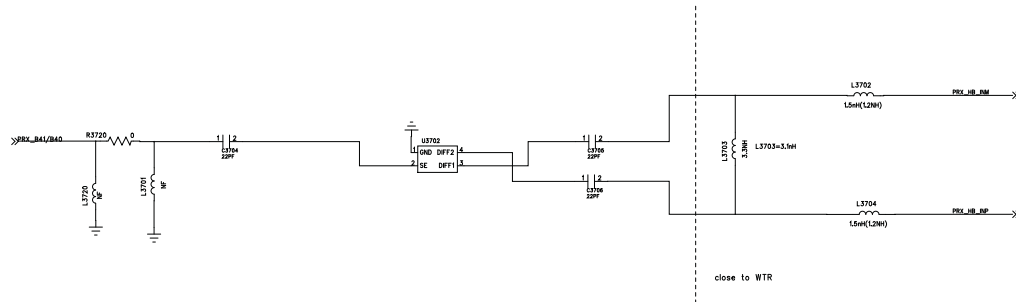 L3702
PRX_HB_INM
1.5nH(1.2NH)
PRX_B41/B40
R3720
0
1
2
C3704
22PF
U3702
1
GND
DIFF2
4
2
SE
DIFF1
3
1
2
C3705
22PF
1
2
C3706
22PF
L3703
3.3NH
L3703=3.1nH
L3720
NF
L3701
NF
L3704
PRX_HB_INP
1.5nH(1.2NH)
close to WTR